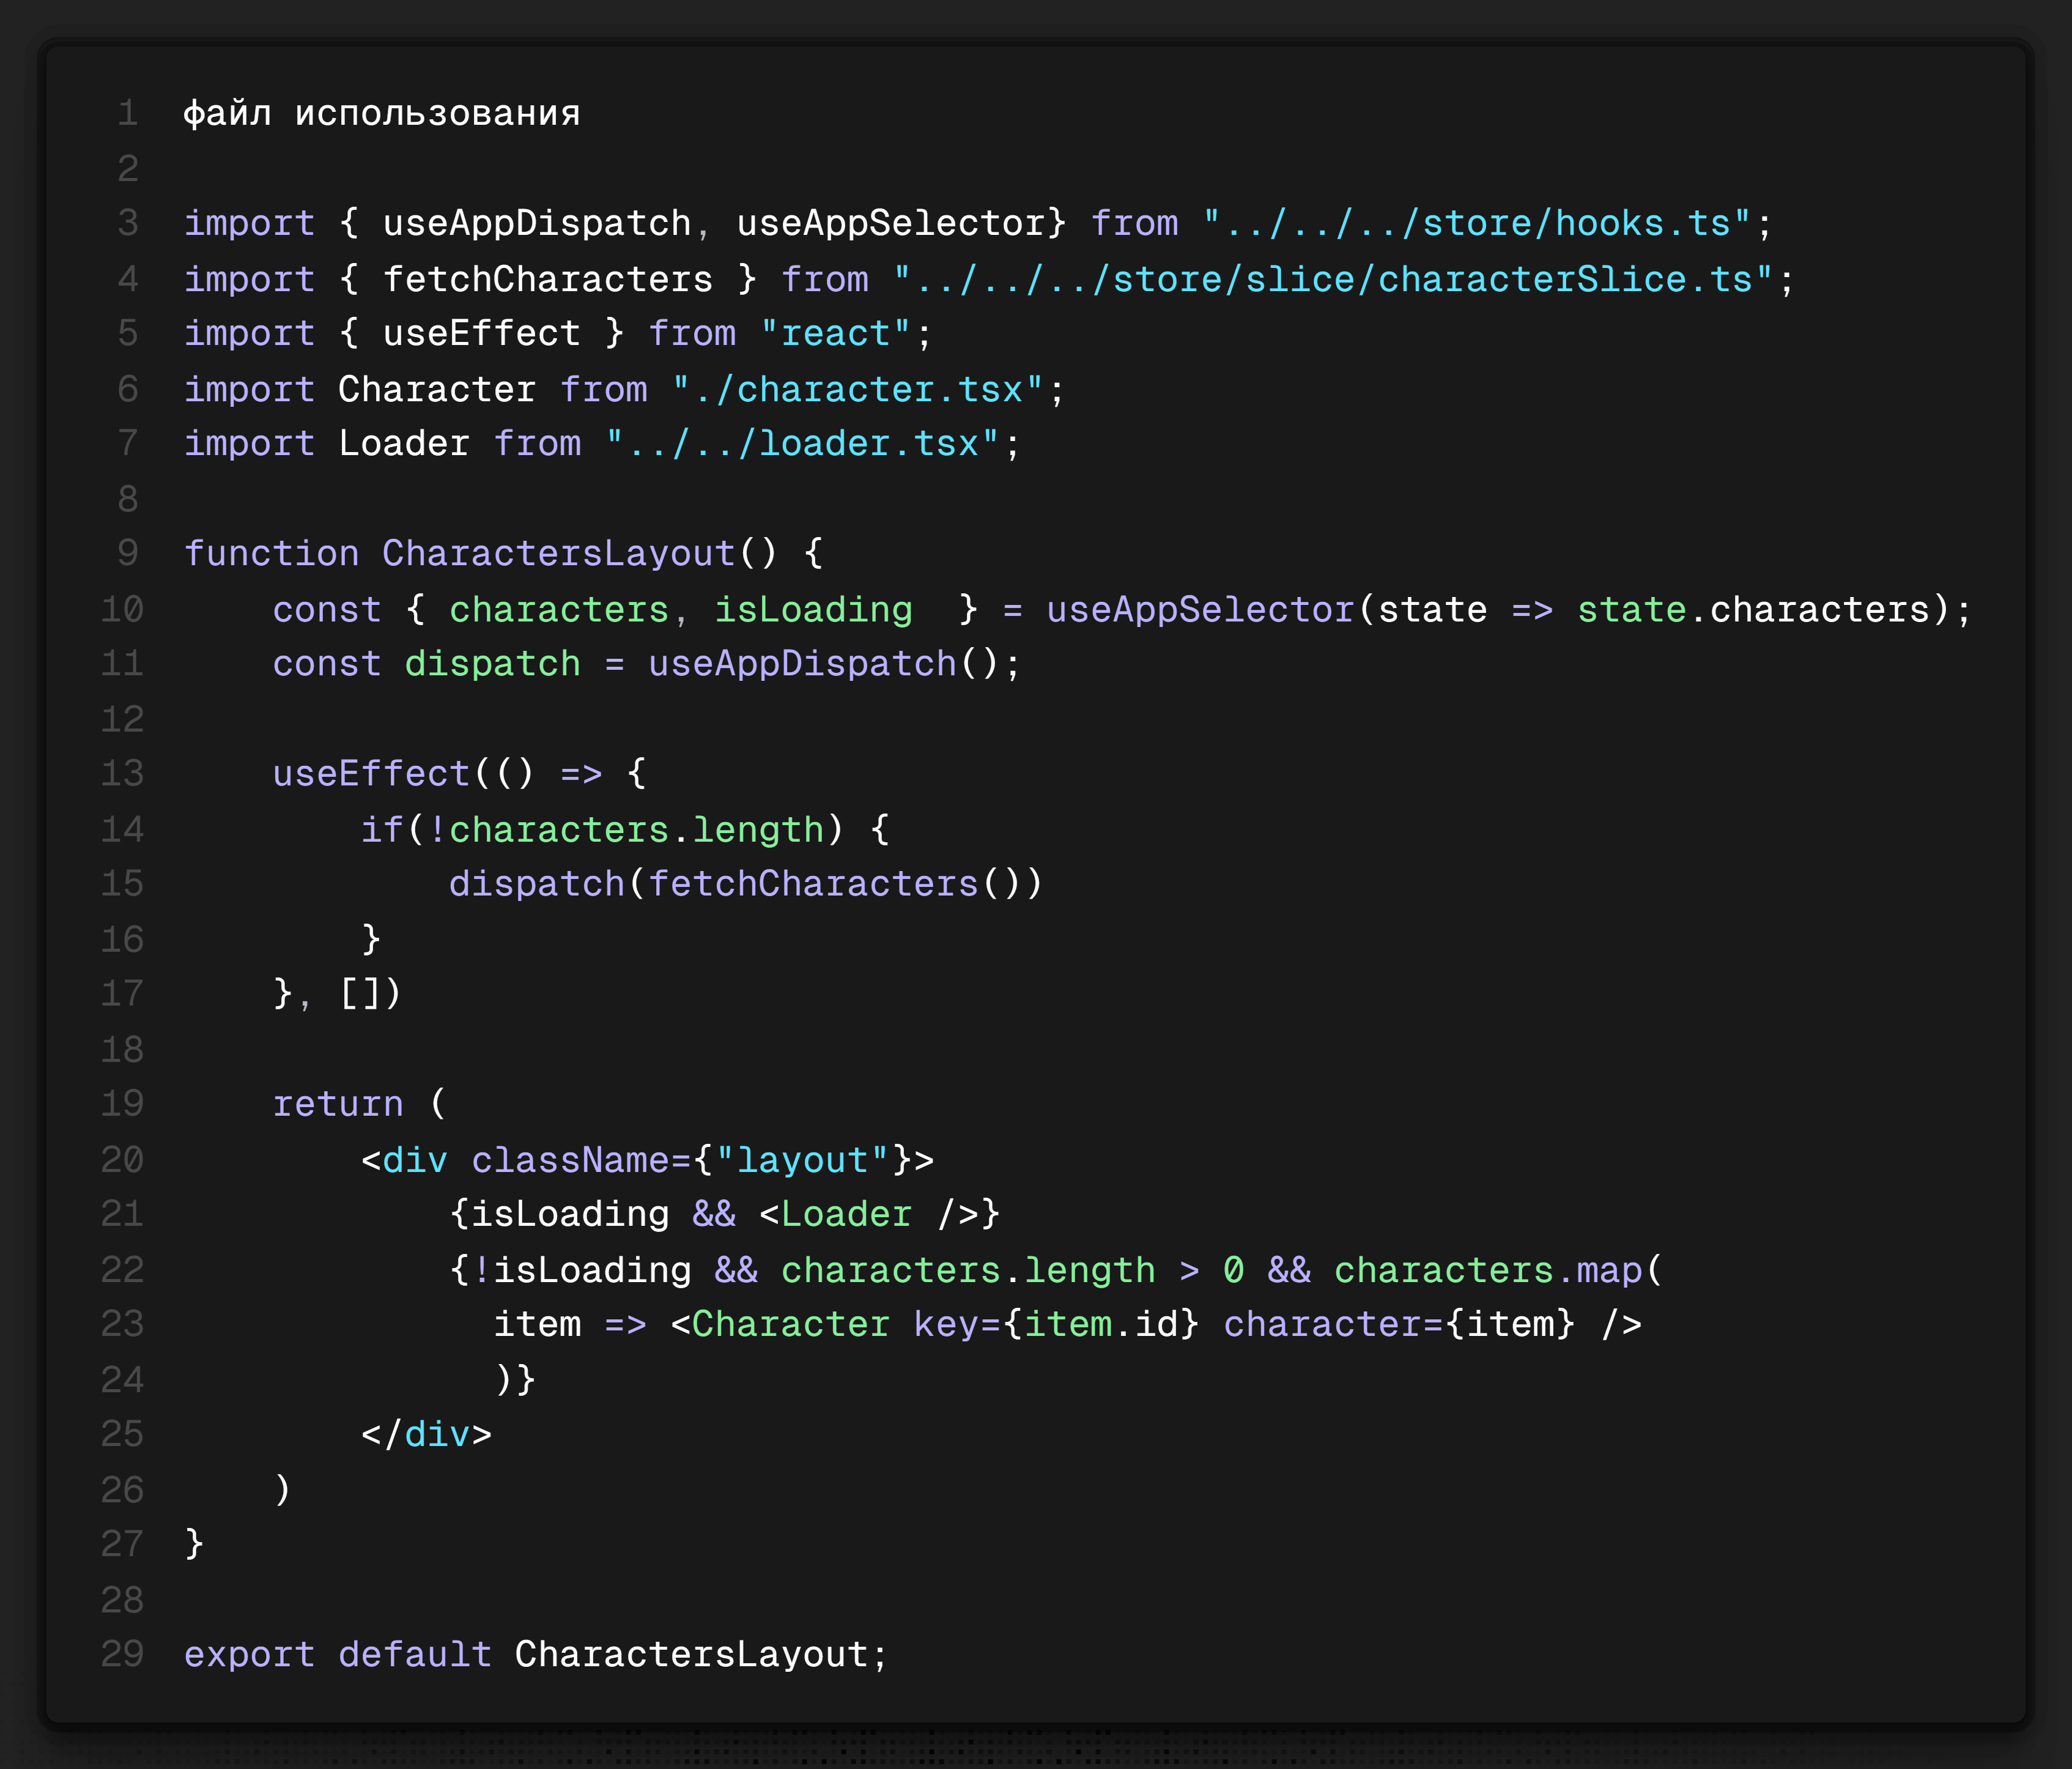 1 файл использования
2
3 import { useAppDispatch, useAppSelector} from "../../../store/hooks.ts";
4 import { fetchCharacters } from "../../../store/slice/characterSlice.ts";
5 import { useEffect } from "react";
6 import Character from "./character.tsx";
7 import Loader from "../../loader.tsx";
8
9 function CharactersLayout() {
10     const { characters, isLoading  } = useAppSelector(state => state.characters);
11     const dispatch = useAppDispatch();
12
13     useEffect(() => {
14         if(!characters.length) {
15             dispatch(fetchCharacters())
16         }
17     }, [])
18
19     return (
20         <div className={"layout"}>
21             {isLoading && <Loader />}
22             {!isLoading && characters.length > 0 && characters.map(
23               item => <Character key={item.id} character={item} />
24               )}
25         </div>
26     )
27 }
28
29 export default CharactersLayout;